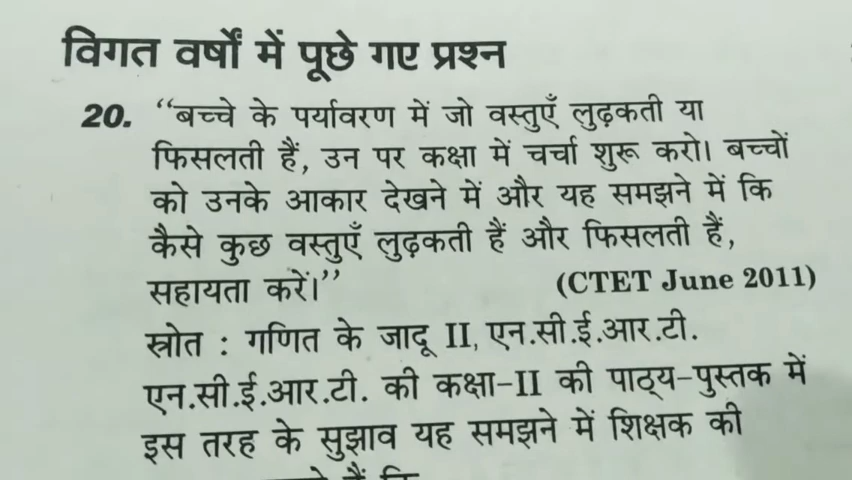 विगत वर्षों में पूछे गए प्रश्न
20. “बच्चे के पर्यावरण में जो वस्तुएँ लुढ़कती या
फिसलती हैं, उन पर कक्षा में चर्चा शुरू करो। बच्चों
को उनके आकार देखने में और यह समझने में कि
कैसे कुछ वस्तुएँ लुढ़कती हैं और फिसलती हैं,
सहायता करें।” (CTET June 2011)
स्रोत : गणित के जादू II, एन.सी.ई.आर.टी.
एन.सी.ई.आर.टी. की कक्षा-II की पाठ्य-पुस्तक में
इस तरह के सुझाव यह समझने में शिक्षक की